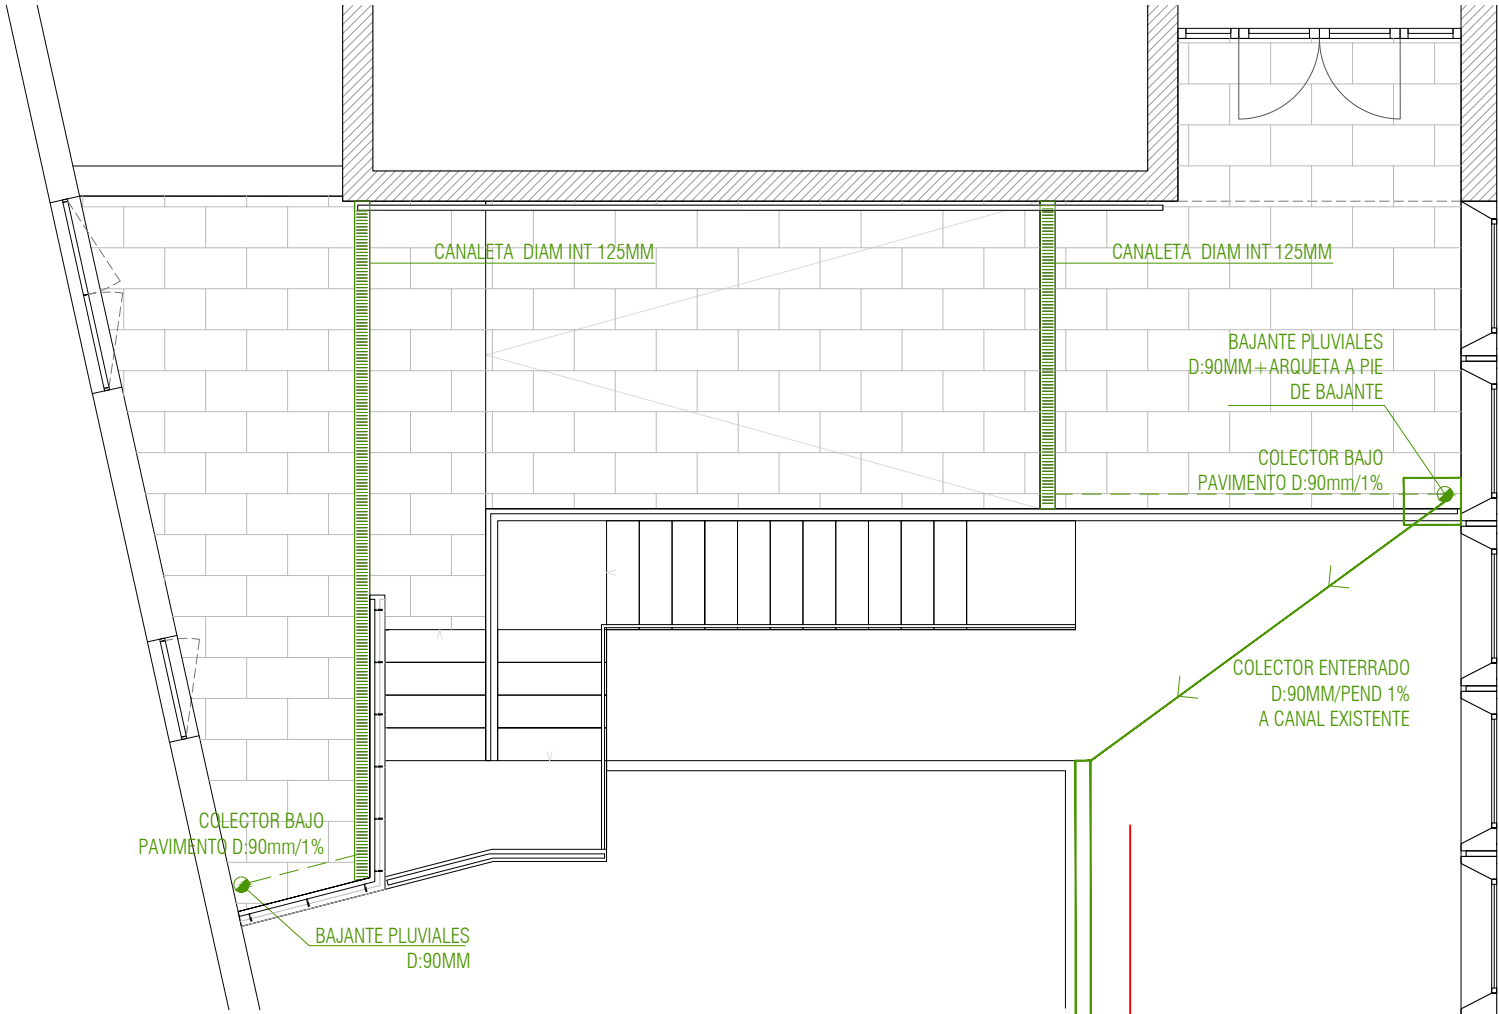 CANALETA  DIAM INT 125MM
CANALETA  DIAM INT 125MM
BAJANTE PLUVIALES
D:90MM+ARQUETA A PIE
DE BAJANTE
COLECTOR BAJO
PAVIMENTO D:90mm/1%
COLECTOR ENTERRADO
D:90MM/PEND 1%
A CANAL EXISTENTE
COLECTOR BAJO
PAVIMENTO D:90mm/1%
BAJANTE PLUVIALES
D:90MM